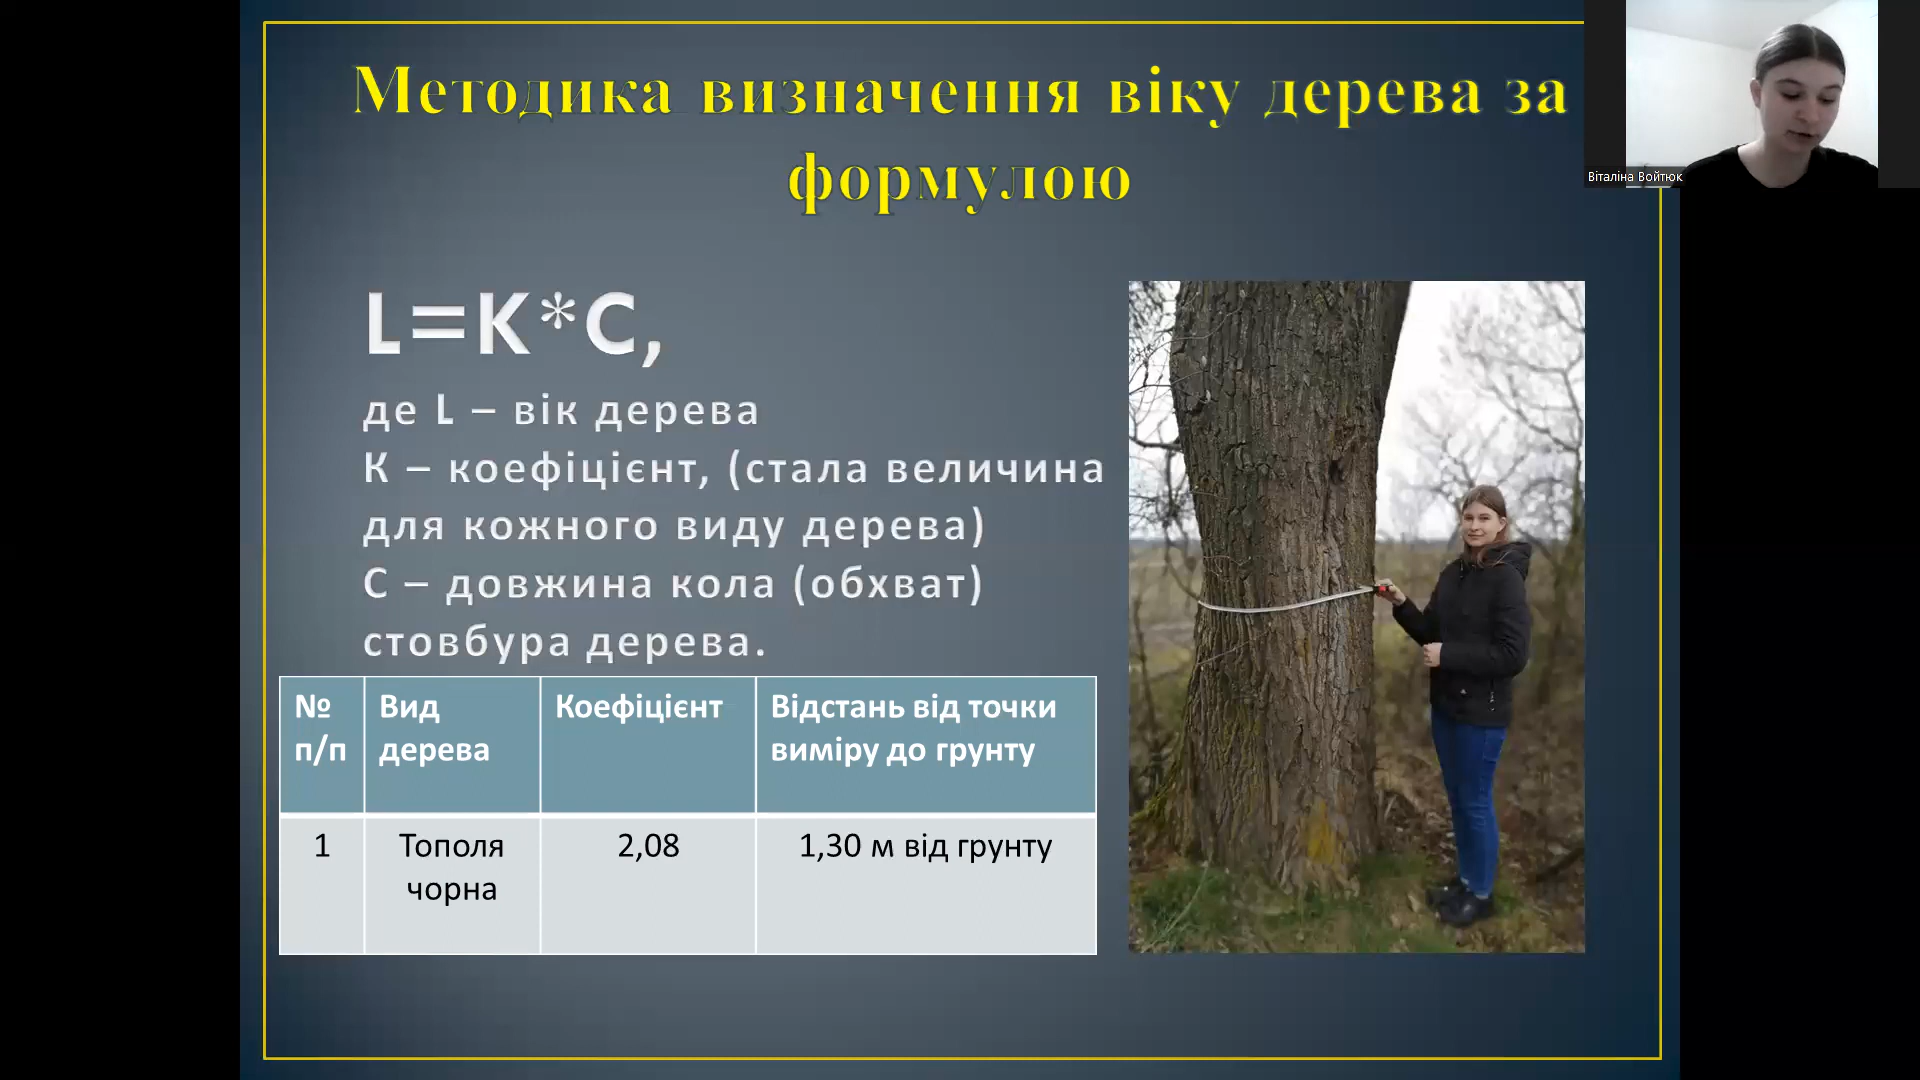 Методика визначення віку дерева за
формулою
Віталіна Войтюк
L=K*C,
де L – вік дерева
К – коефіцієнт, (стала величина
для кожного виду дерева)
С – довжина кола (обхват)
стовбура дерева.
№ п/п
Вид дерева
Коефіцієнт
Відстань від точки
виміру до грунту
1
Тополя
чорна
2,08
1,30 м від грунту